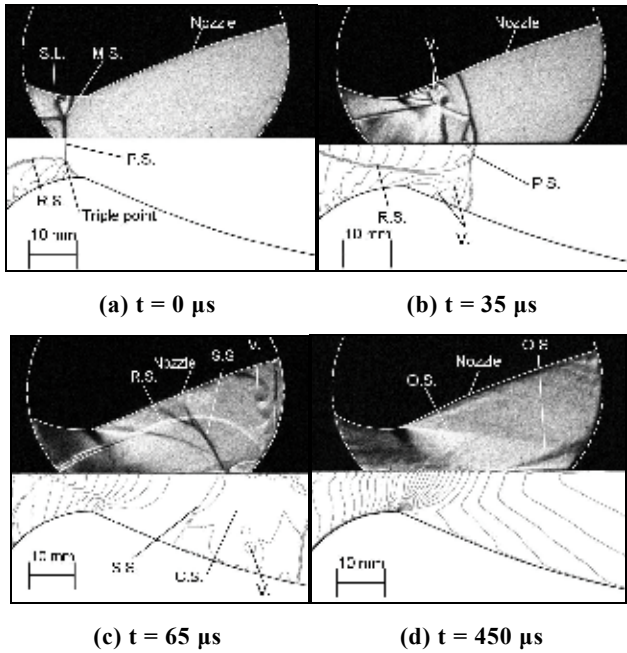 Nozzle
S.L.
M.S.
P.S.
R.S.
Triple point
10 mm
(a) t = 0 µs
V.
Nozzle
P.S.
R.S.
V.
10 mm
(b) t = 35 µs
V.
S.S
Nozzle
R.S.
10 mm
S.S
C.S.
V.
(c) t = 65 µs
O.S.
Nozzle
O.S.
10 mm
(d) t = 450 µs